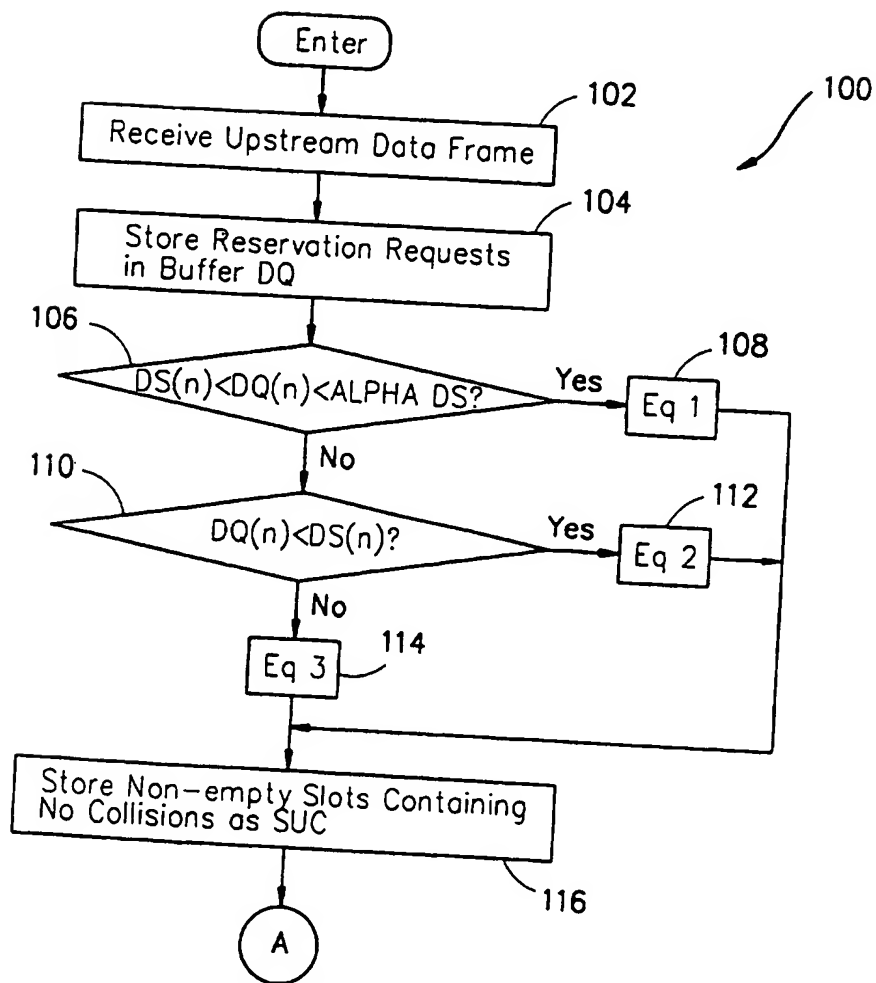 Enter
102
100
Receive Upstream Data Frame
104
Store Reservation Requests
in Buffer DQ
106
108
DS(n)<DQ(n)<ALPHA DS?
Yes
Eq 1
No
110
112
DQ(n)<DS(n)?
Yes
Eq 2
No
114
Eq 3
Store Non-empty Slots Containing
No Collisions as SUC
116
A